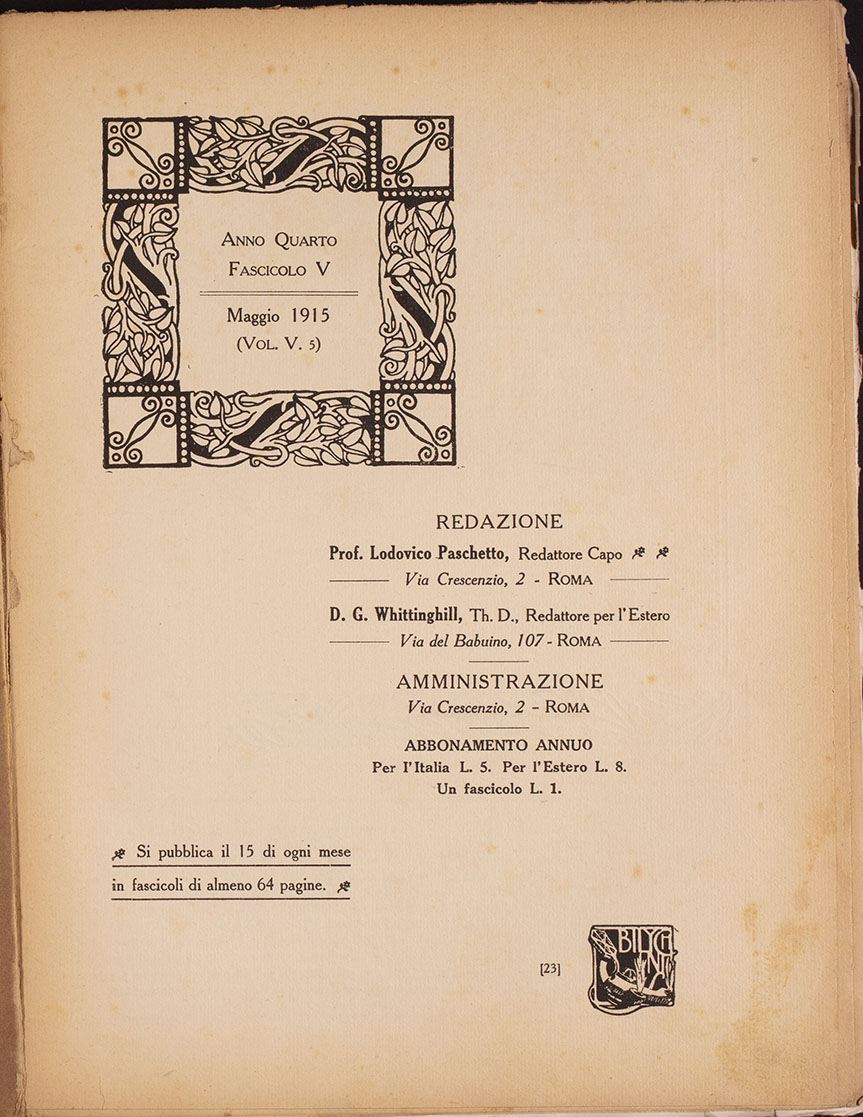 Anno Quarto
Fascicolo V
Maggio 1915
(Vol. V. 5)
REDAZIONE
Prof. Lodovico Paschetto, Redattore Capo
Via Crescenzio, 2 - Roma
D. G. Whittinghill, Th. D., Redattore per l'Estero
Via del Babuino, 107 - Roma
AMMINISTRAZIONE
Via Crescenzio, 2 - Roma
ABBONAMENTO ANNUO
Per l'Italia L. 5. Per l'Estero L. 8.
Un fascicolo L. 1.
Si pubblica il 15 di ogni mese
in fascicoli di almeno 64 pagine.
[23]
BILYCH
NI